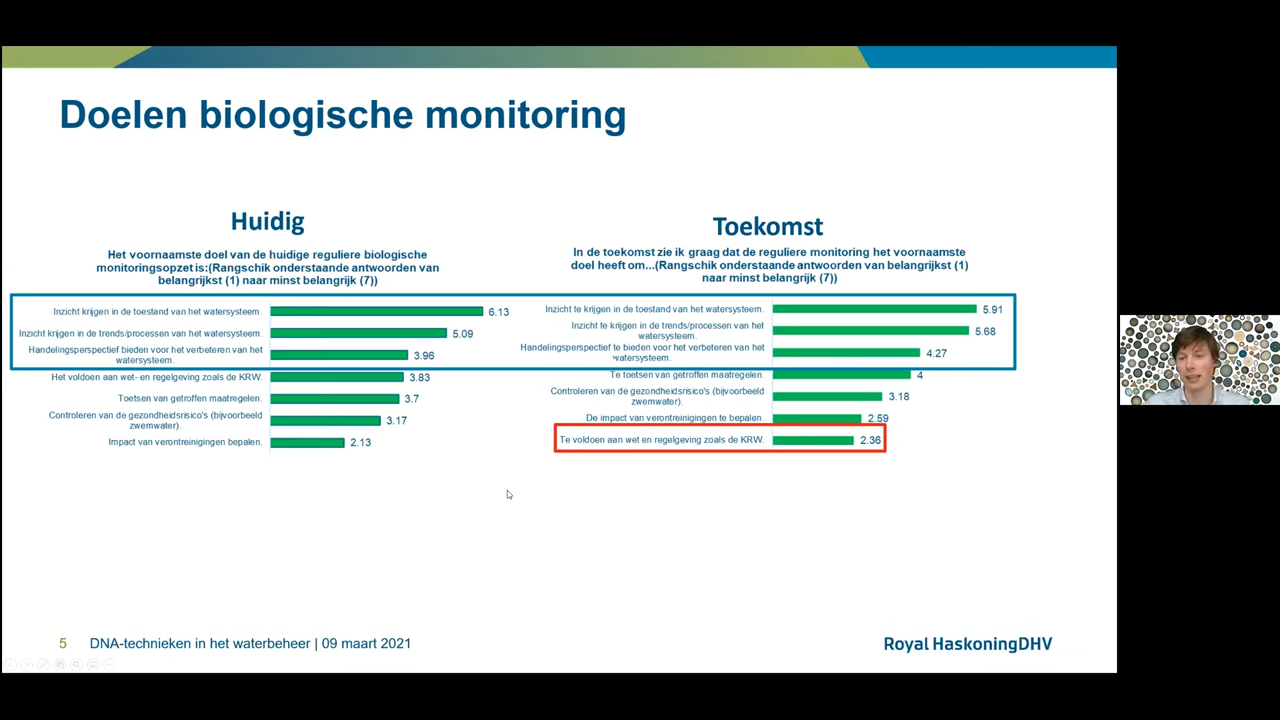 Doelen biologische monitoring
Huidig
Het voornaamste doel van de huidige reguliere biologische
monitoringsopzet is:(Rangschik onderstaande antwoorden van
belangrijkst (1) naar minst belangrijk (7))
Inzicht krijgen in de toestand van het watersysteem. 6.13
Inzicht krijgen in de trends/processen van het watersysteem. 5.09
Handelingsperspectief bieden voor het verbeteren van het
watersysteem. 3.96
Het voldoen aan wet- en regelgeving zoals de KRW. 3.83
Toetsen van getroffen maatregelen. 3.7
Controleren van de gezondheidsrisico's (bijvoorbeeld
zwemwater). 3.17
Impact van verontreinigingen bepalen. 2.13
Toekomst
In de toekomst zie ik graag dat de reguliere monitoring het voornaamste
doel heeft om...(Rangschik onderstaande antwoorden van belangrijkst (1)
naar minst belangrijk (7))
Inzicht te krijgen in de toestand van het watersysteem. 5.91
Inzicht te krijgen in de trends/processen van het
watersysteem. 5.68
Handelingsperspectief te bieden voor het verbeteren van het
watersysteem. 4.27
Te toetsen van getroffen maatregelen. 4
Controleren van de gezondheidsrisico's (bijvoorbeeld
zwemwater). 3.18
De impact van verontreinigingen te bepalen. 2.59
Te voldoen aan wet en regelgeving zoals de KRW. 2.36
5 DNA-technieken in het waterbeheer | 09 maart 2021
Royal HaskoningDHV